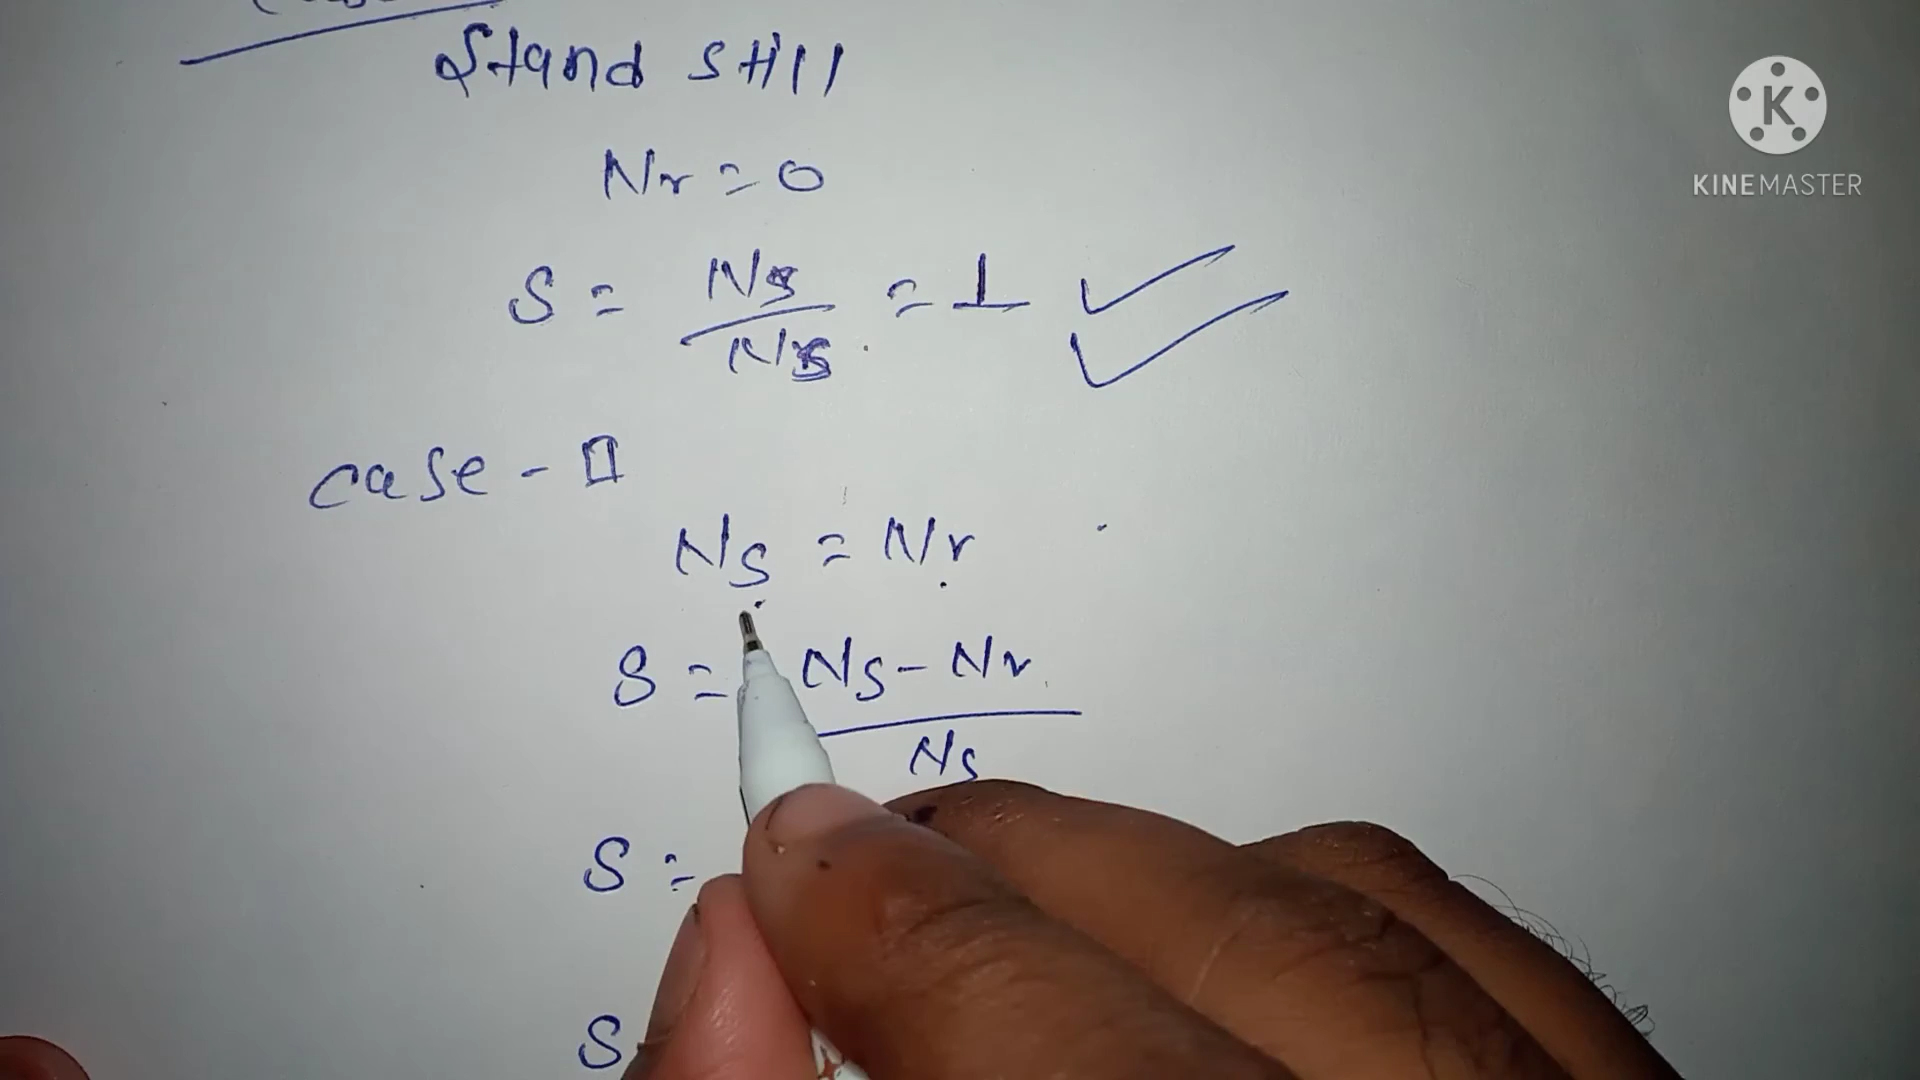 Stand still
K
KINEMASTER
Nr = 0
S = Ns / Ns = 1
case - II
Ns = Nr
S = Ns - Nr / Ns
S =
S